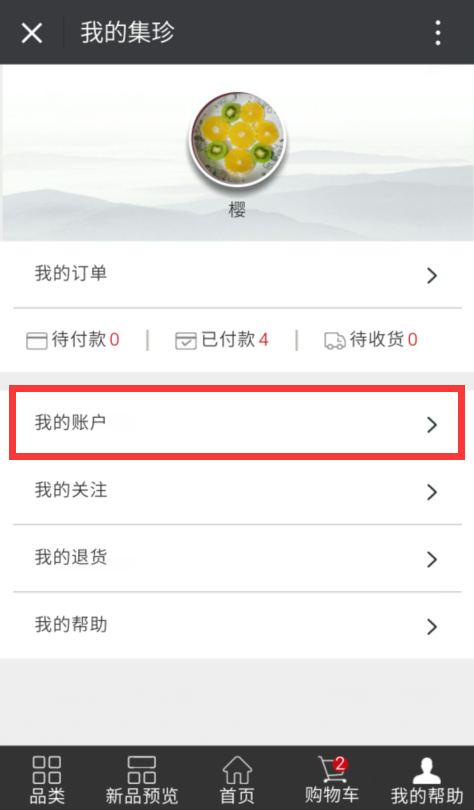 我的集珍
樱
我的订单
待付款0 已付款4 待收货0
我的账户
我的关注
我的退货
我的帮助
2
品类 新品预览 首页 购物车 我的帮助